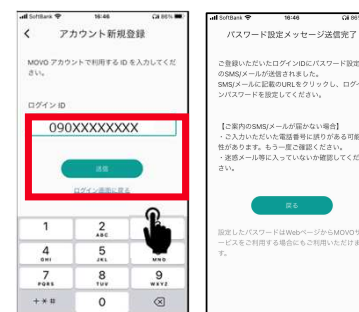 SoftBank 16:46 86%
アカウント新規登録
MOVO アカウントで利用する ID を入力してくだ
さい。
ログイン ID
090XXXXXXXX
送信
ログイン画面に戻る
1 2
ABC
4 5
GHI JKL MNO
7 8 9
PQRS TUV WXYZ
+*# 0
SoftBank 16:46 86
パスワード設定メッセージ送信完了
ご登録いただいたログインIDにパスワード設定
のSMS/メールが送信されました。
SMS/メールに記載のURLをクリックし、ログイ
ンパスワードを設定してください。
【ご案内のSMS/メールが届かない場合】
・ご入力いただいた電話番号に誤りがある可能
性があります。もう一度ご確認ください。
・迷惑メール等に入っていないか確認してくだ
さい。
戻る
設定したパスワードはWebページからMOVOサ
ービスをご利用する場合にもご利用いただけま
す。